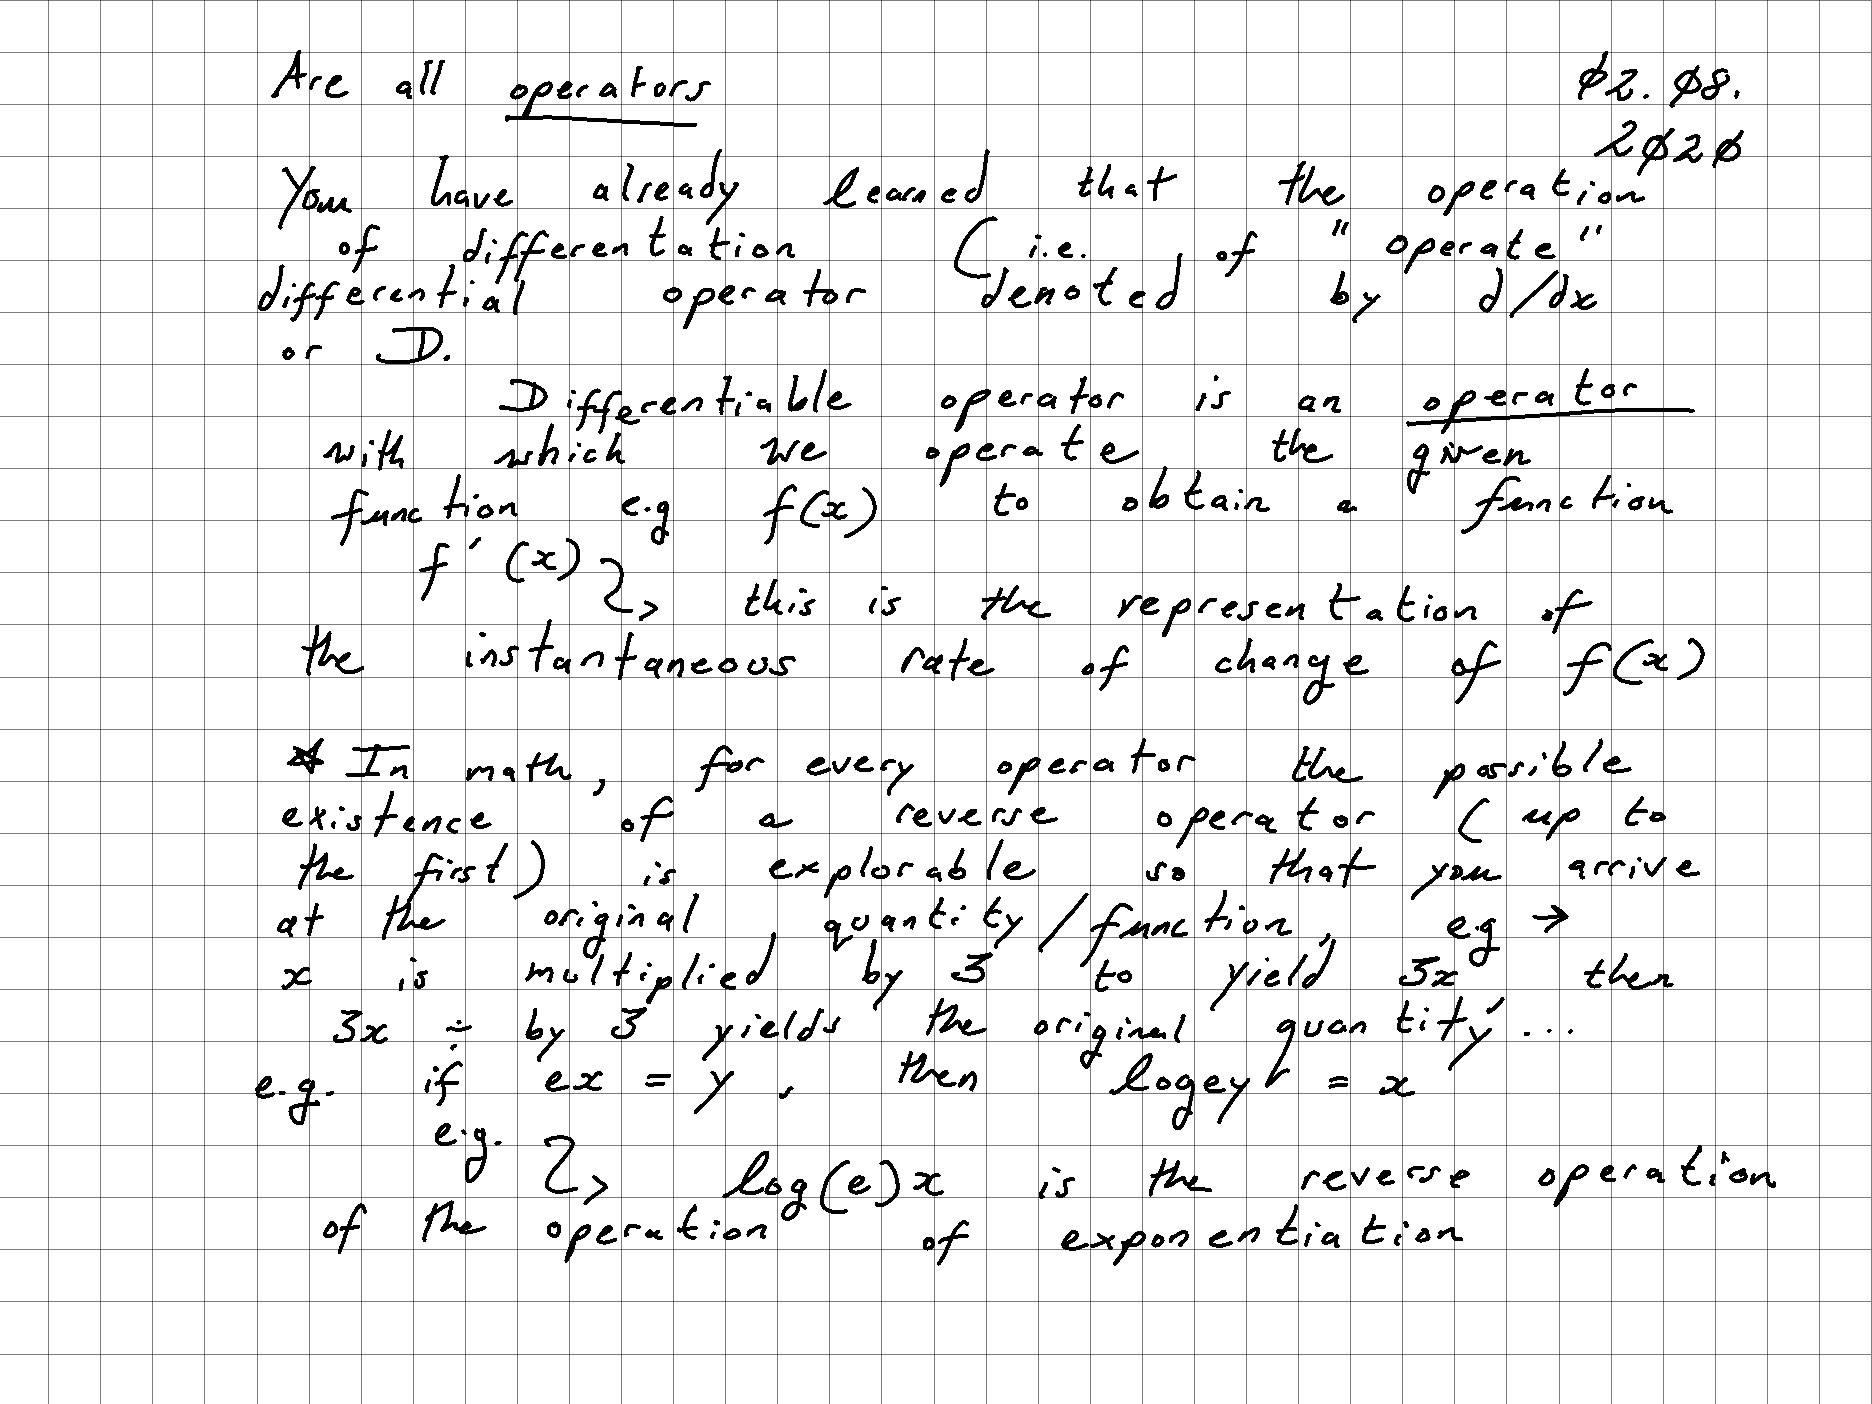 Are all operators
02.08.
2020
You have already learned that the operation
of differentation (i.e. of "operate"
differential operator denoted by d/dx
or D.
Differentiable operator is an operator
with which we operate the given
function e.g f(x) to obtain a function
f'(x)
this is the representation of
the instantaneous rate of change of f(x)
☆ In math, for every operator the possible
existence of a reverse operator (up to
the first) is explorable so that you arrive
at the original quantity/function, eg →
x is multiplied by 3 to yield 3x then
3x ÷ by 3 yields the original quantity...
e.g. if ex = y, then logey = x
e.g.
log(e)x is the reverse operation
of the operation of exponentiation